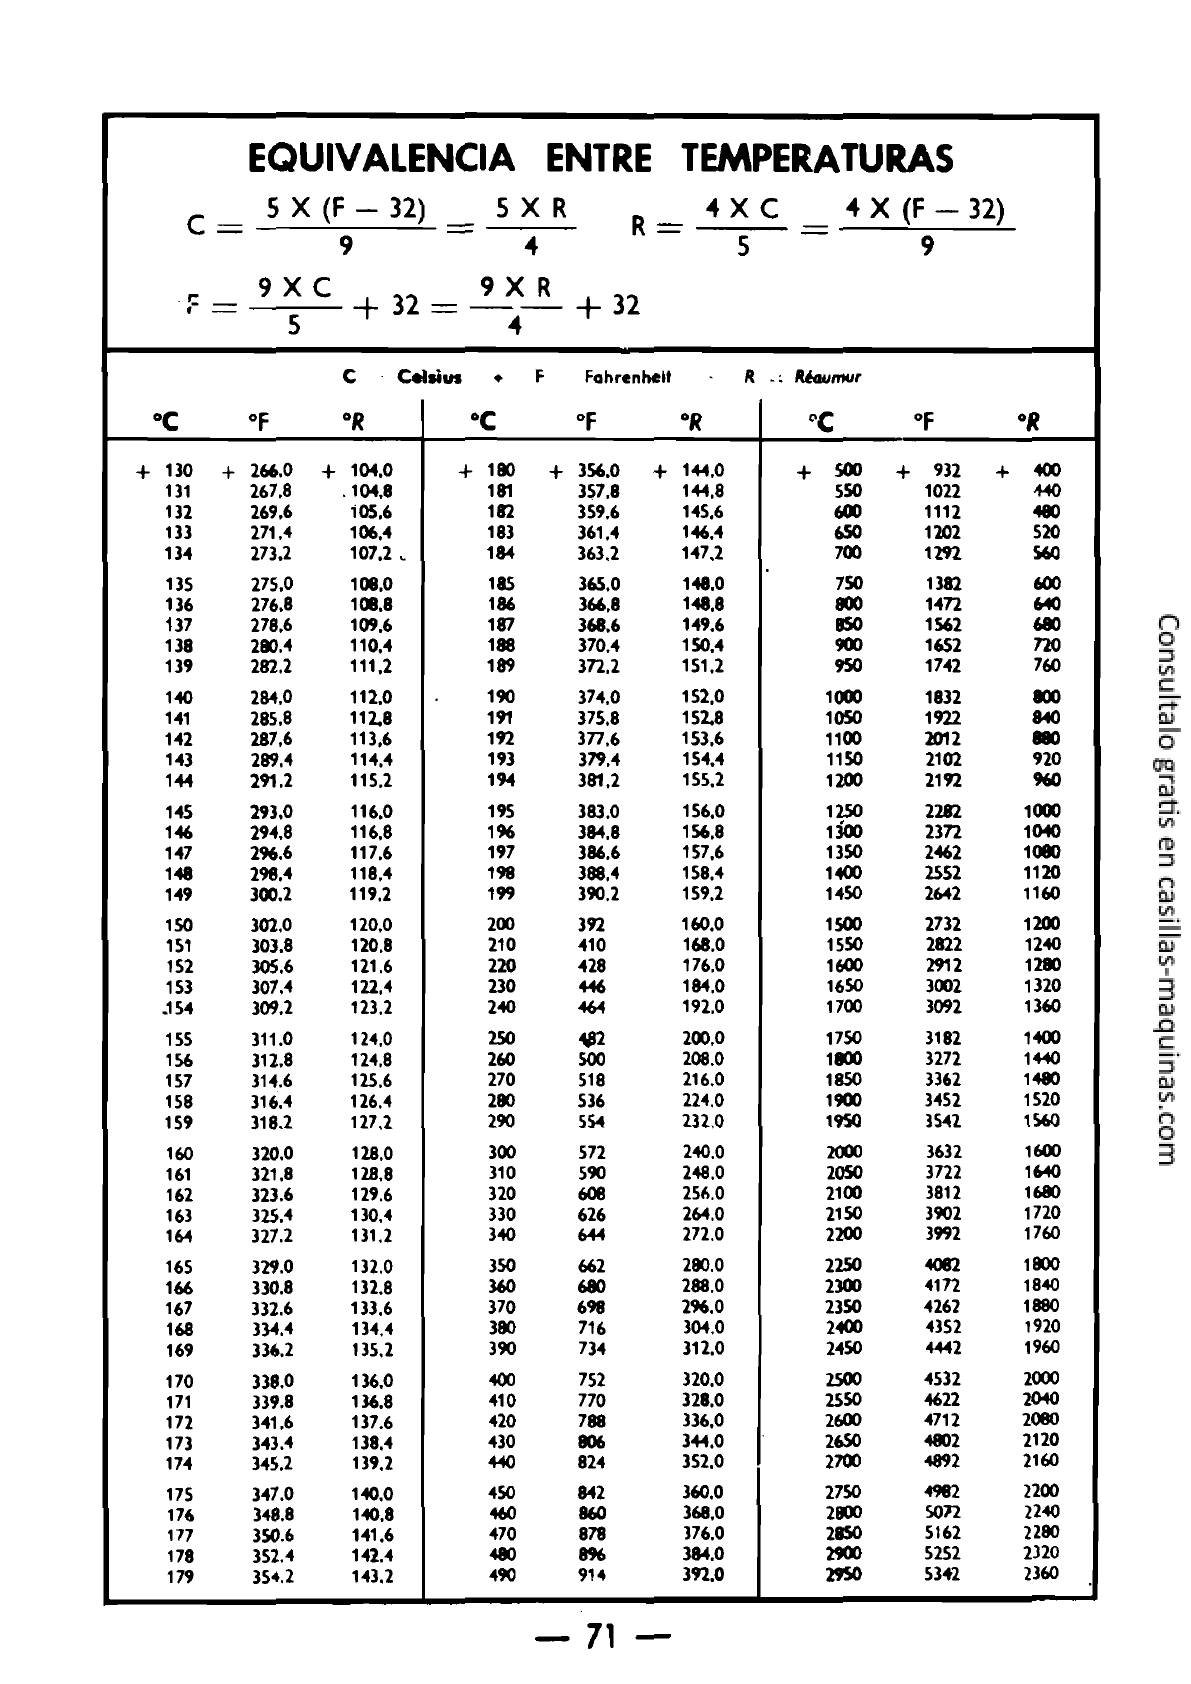 EQUIVALENCIA ENTRE TEMPERATURAS
C = 5 X (F — 32) / 9 = 5 X R / 4 R = 4 X C / 5 = 4 X (F — 32) / 9
F = 9 X C / 5 + 32 = 9 X R / 4 + 32
C Celsius F Fahrenheit R Réaumur
°C °F °R °C °F °R °C °F °R
+ 130 + 266,0 + 104,0 + 180 + 356,0 + 144,0 + 500 + 932 + 400
131 267,8 104,8 181 357,8 144,8 550 1022 440
132 269,6 105,6 182 359,6 145,6 600 1112 480
133 271,4 106,4 183 361,4 146,4 650 1202 520
134 273,2 107,2 184 363,2 147,2 700 1292 560
135 275,0 108,0 185 365,0 148,0 750 1382 600
136 276,8 108,8 186 366,8 148,8 800 1472 640
137 278,6 109,6 187 368,6 149,6 850 1562 680
138 280,4 110,4 188 370,4 150,4 900 1652 720
139 282,2 111,2 189 372,2 151,2 950 1742 760
140 284,0 112,0 190 374,0 152,0 1000 1832 800
141 285,8 112,8 191 375,8 152,8 1050 1922 840
142 287,6 113,6 192 377,6 153,6 1100 2012 880
143 289,4 114,4 193 379,4 154,4 1150 2102 920
144 291,2 115,2 194 381,2 155,2 1200 2192 960
145 293,0 116,0 195 383,0 156,0 1250 2282 1000
146 294,8 116,8 196 384,8 156,8 1300 2372 1040
147 296,6 117,6 197 386,6 157,6 1350 2462 1080
148 298,4 118,4 198 388,4 158,4 1400 2552 1120
149 300,2 119,2 199 390,2 159,2 1450 2642 1160
150 302,0 120,0 200 392 160,0 1500 2732 1200
151 303,8 120,8 210 410 168,0 1550 2822 1240
152 305,6 121,6 220 428 176,0 1600 2912 1280
153 307,4 122,4 230 446 184,0 1650 3002 1320
154 309,2 123,2 240 464 192,0 1700 3092 1360
155 311,0 124,0 250 482 200,0 1750 3182 1400
156 312,8 124,8 260 500 208,0 1800 3272 1440
157 314,6 125,6 270 518 216,0 1850 3362 1480
158 316,4 126,4 280 536 224,0 1900 3452 1520
159 318,2 127,2 290 554 232,0 1950 3542 1560
160 320,0 128,0 300 572 240,0 2000 3632 1600
161 321,8 128,8 310 590 248,0 2050 3722 1640
162 323,6 129,6 320 608 256,0 2100 3812 1680
163 325,4 130,4 330 626 264,0 2150 3902 1720
164 327,2 131,2 340 644 272,0 2200 3992 1760
165 329,0 132,0 350 662 280,0 2250 4082 1800
166 330,8 132,8 360 680 288,0 2300 4172 1840
167 332,6 133,6 370 698 296,0 2350 4262 1880
168 334,4 134,4 380 716 304,0 2400 4352 1920
169 336,2 135,2 390 734 312,0 2450 4442 1960
170 338,0 136,0 400 752 320,0 2500 4532 2000
171 339,8 136,8 410 770 328,0 2550 4622 2040
172 341,6 137,6 420 788 336,0 2600 4712 2080
173 343,4 138,4 430 806 344,0 2650 4802 2120
174 345,2 139,2 440 824 352,0 2700 4892 2160
175 347,0 140,0 450 842 360,0 2750 4982 2200
176 348,8 140,8 460 860 368,0 2800 5072 2240
177 350,6 141,6 470 878 376,0 2850 5162 2280
178 352,4 142,4 480 896 384,0 2900 5252 2320
179 354,2 143,2 490 914 392,0 2950 5342 2360
— 71 —
Consultalo gratis en casillas-maquinas.com